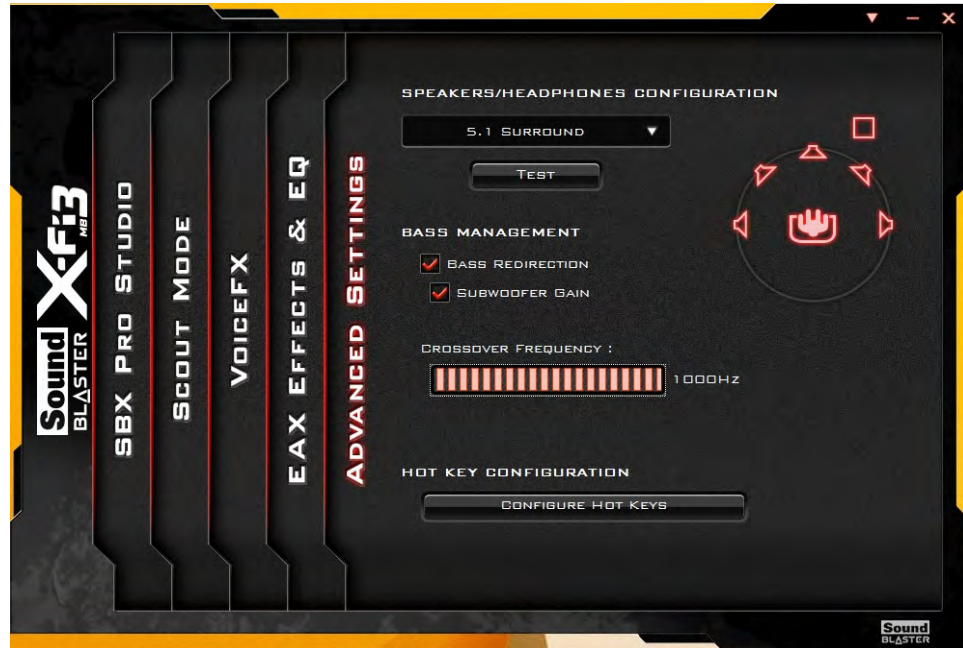 Sound
BLASTER
X-Fi3
MB
SBX Pro Studio
Scout Mode
VoiceFX
EAX Effects & EQ
Advanced Settings
SPEAKERS/HEADPHONES CONFIGURATION
5.1 Surround
Test
BASS MANAGEMENT
Bass Redirection
Subwoofer Gain
Crossover Frequency :
1000Hz
HOT KEY CONFIGURATION
Configure Hot Keys
Sound
BLASTER